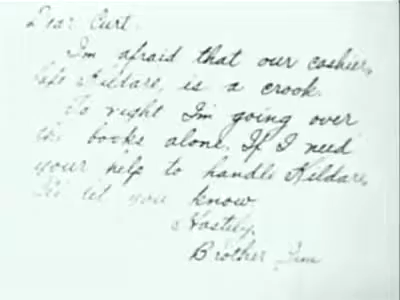 Dear Curt.
I'm afraid that our cashier,
Kildare, is a crook.
To night I'm going over
the books alone. If I need
your help to handle Kildare,
I'll let you know
Hastily,
Brother Jim